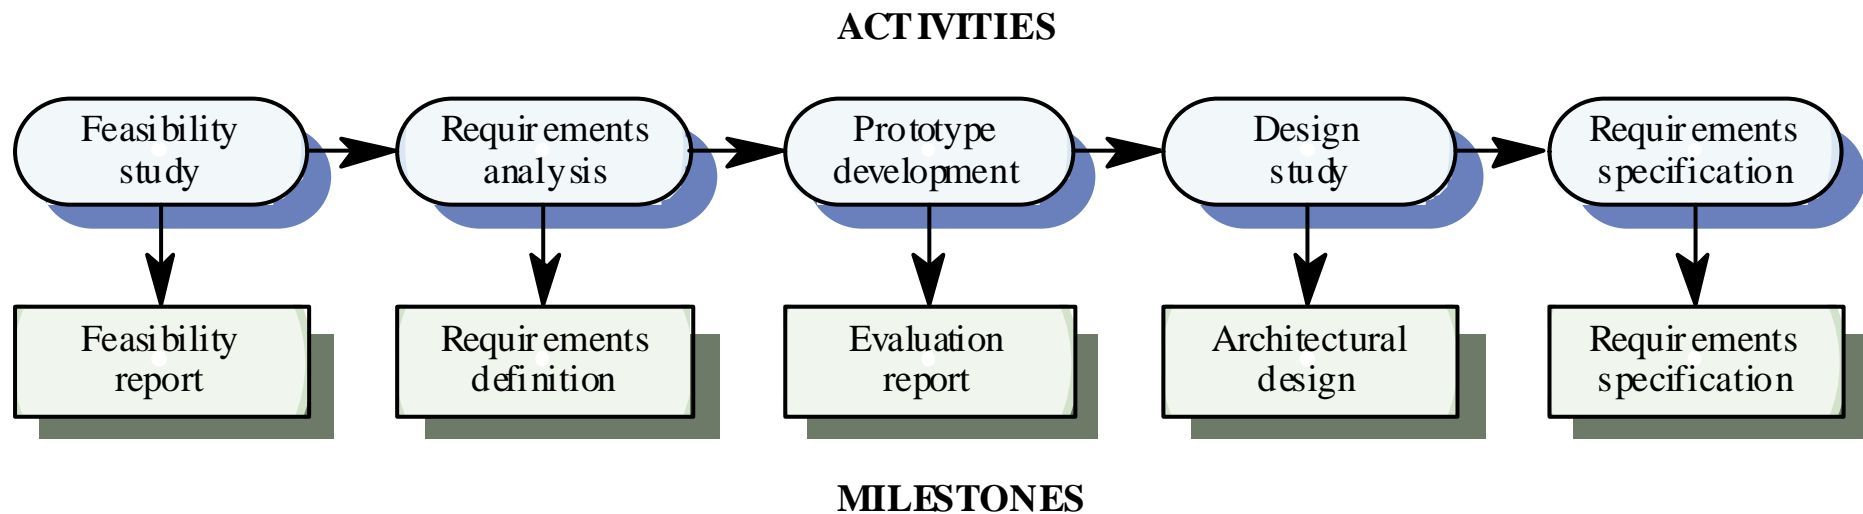 ACTIVITIES
Feasibility
study
Requirements
analysis
Prototype
development
Design
study
Requirements
specification
Feasibility
report
Requirements
definition
Evaluation
report
Architectural
design
Requirements
specification
MILESTONES